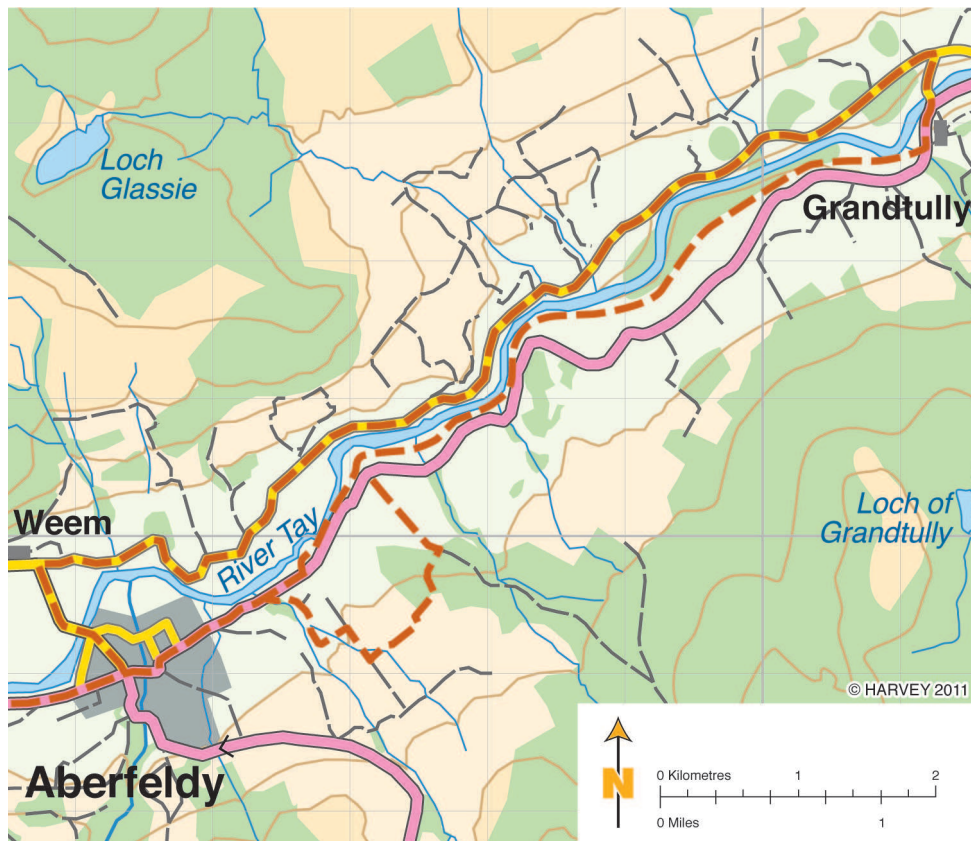 Loch
Glassie
Grandtully
Weem
River Tay
Loch of
Grandtully
© HARVEY 2011
Aberfeldy
N
0 Kilometres 1 2
0 Miles 1